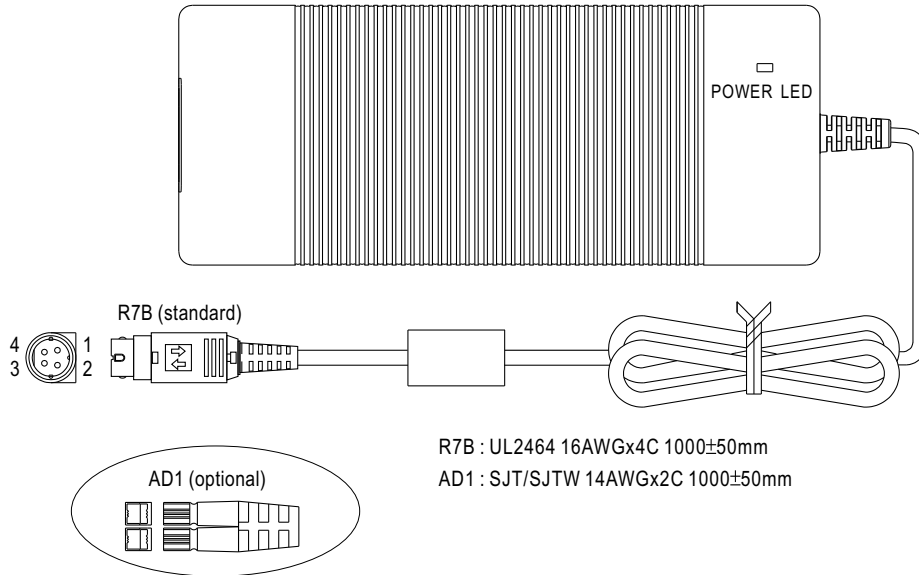 POWER LED
R7B (standard)
4 1
3 2
R7B : UL2464 16AWGx4C 1000±50mm
AD1 : SJT/SJTW 14AWGx2C 1000±50mm
AD1 (optional)